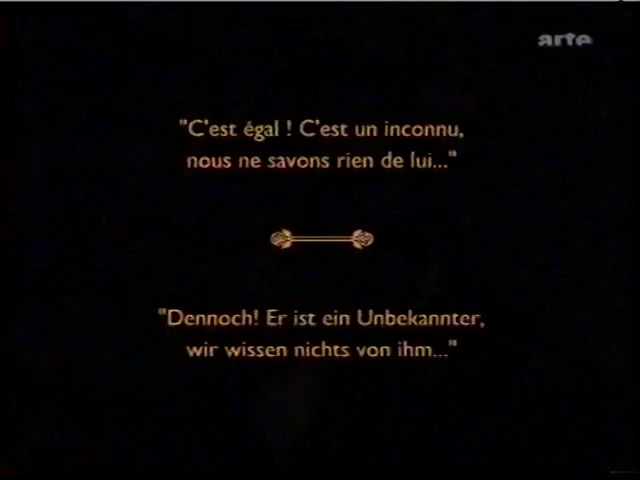 arte
"C'est égal ! C'est un inconnu,
nous ne savons rien de lui..."
"Dennoch! Er ist ein Unbekannter,
wir wissen nichts von ihm..."